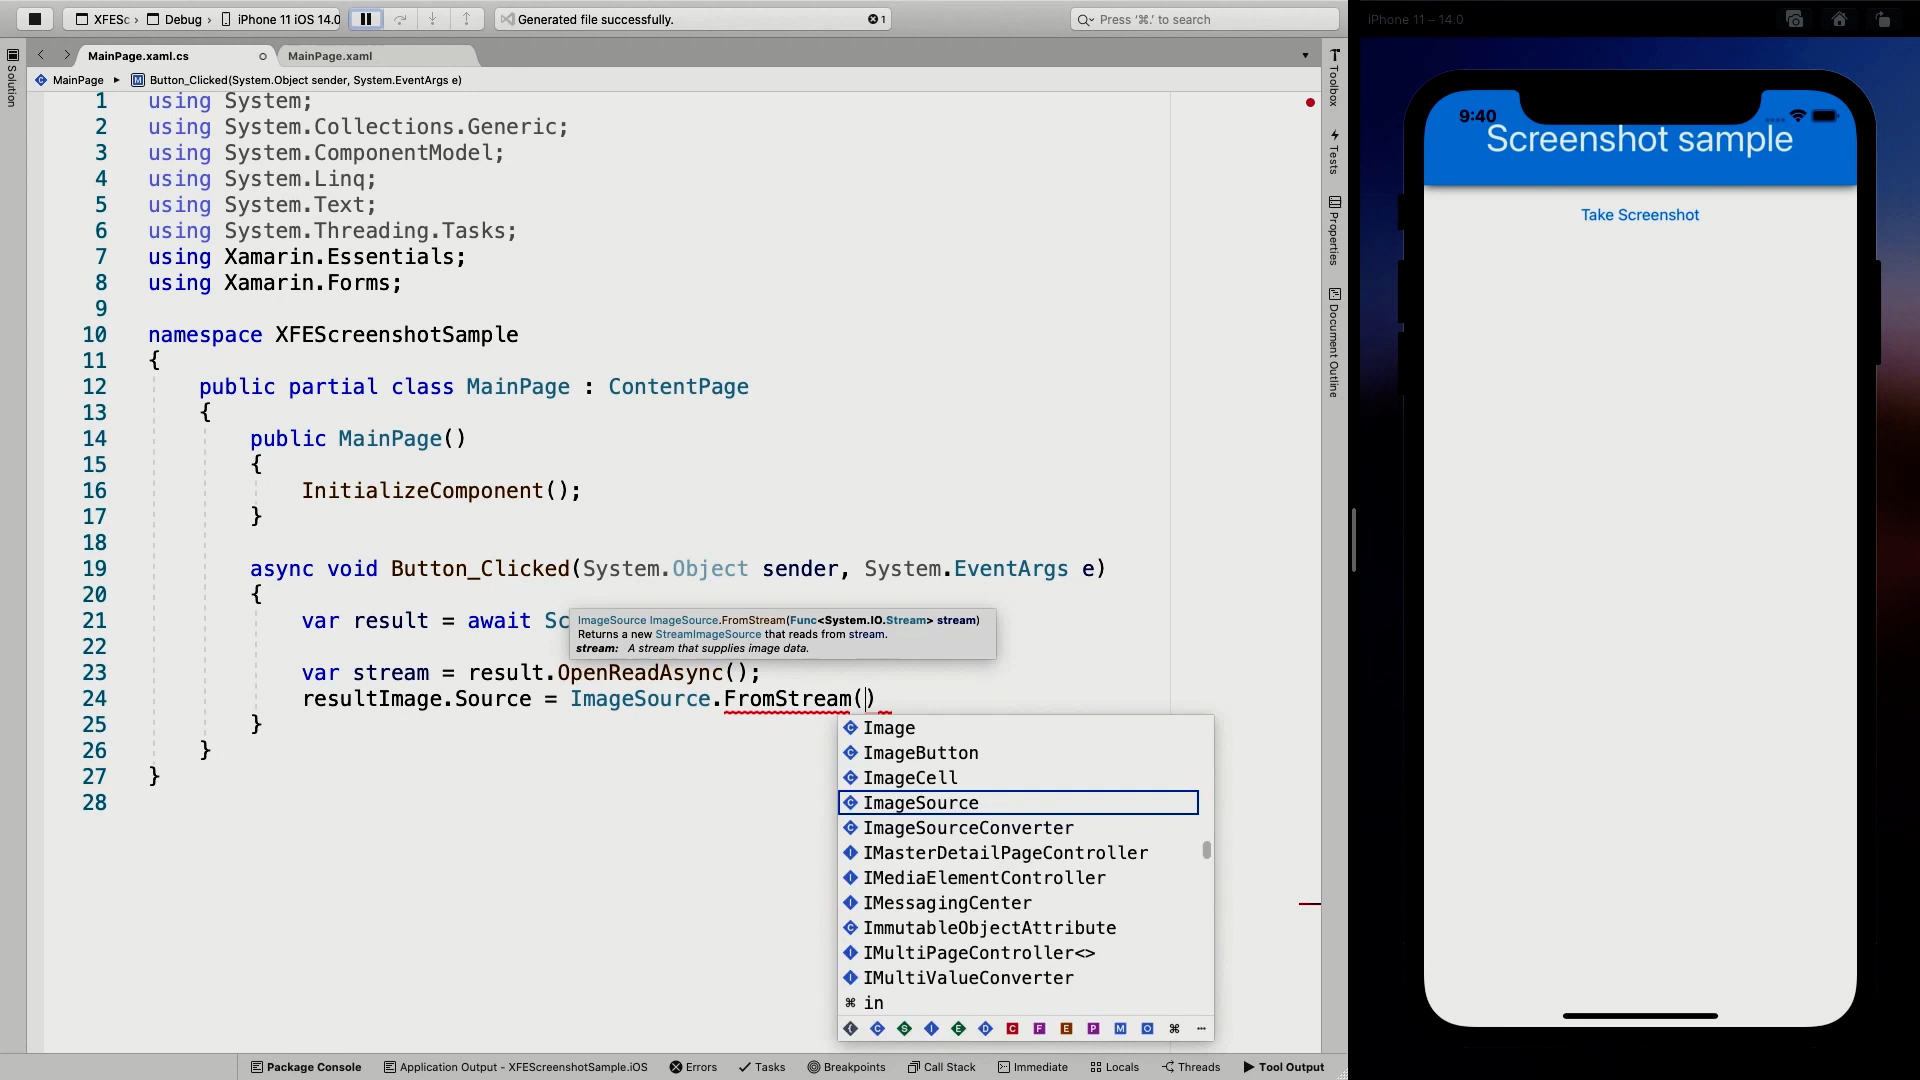 XFESc › Debug › iPhone 11 iOS 14.0
Generated file successfully.
1
Press '⌘.' to search
iPhone 11 – 14.0
MainPage.xaml.cs
MainPage.xaml
Solution
MainPage ▸ Button_Clicked(System.Object sender, System.EventArgs e)
1 using System;
2 using System.Collections.Generic;
3 using System.ComponentModel;
4 using System.Linq;
5 using System.Text;
6 using System.Threading.Tasks;
7 using Xamarin.Essentials;
8 using Xamarin.Forms;
9
10 namespace XFEScreenshotSample
11 {
12 public partial class MainPage : ContentPage
13 {
14 public MainPage()
15 {
16 InitializeComponent();
17 }
18
19 async void Button_Clicked(System.Object sender, System.EventArgs e)
20 {
21 var result = await Sc
ImageSource ImageSource.FromStream(Func<System.IO.Stream> stream)
Returns a new StreamImageSource that reads from stream.
stream: A stream that supplies image data.
22
23 var stream = result.OpenReadAsync();
24 resultImage.Source = ImageSource.FromStream()
25 }
26 }
27 }
28
Image
ImageButton
ImageCell
ImageSource
ImageSourceConverter
IMasterDetailPageController
IMediaElementController
IMessagingCenter
ImmutableObjectAttribute
IMultiPageController<>
IMultiValueConverter
⌘ in
C S I E D C F E P M O ⌘ ···
Toolbox
Tests
Properties
Document Outline
9:40
Screenshot sample
Take Screenshot
Package Console
Application Output - XFEScreenshotSample.iOS
Errors
Tasks
Breakpoints
Call Stack
Immediate
Locals
Threads
Tool Output